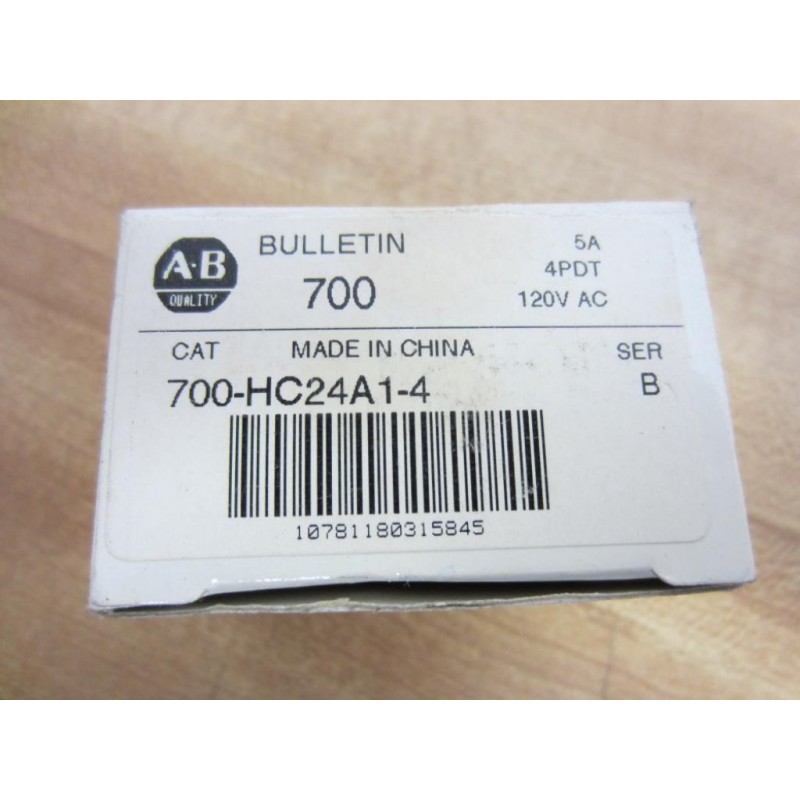 A·B
QUALITY
BULLETIN
700
5A
4PDT
120V AC
CAT MADE IN CHINA SER
700-HC24A1-4 B
10781180315845